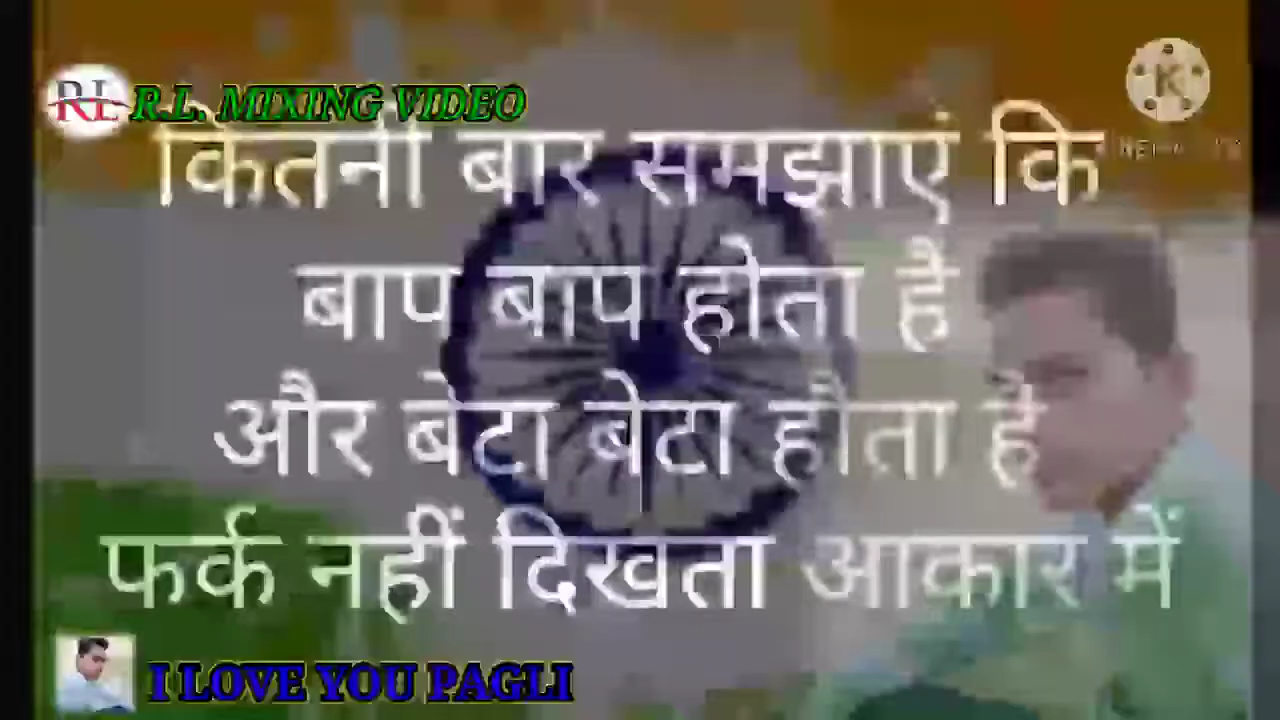 RL R.L. MIXING VIDEO
K
कितनी बार समझाएं कि
बाप बाप होता है
और बेटा बेटा हौता है
फर्क नहीं दिखता आकार में
I LOVE YOU PAGLI